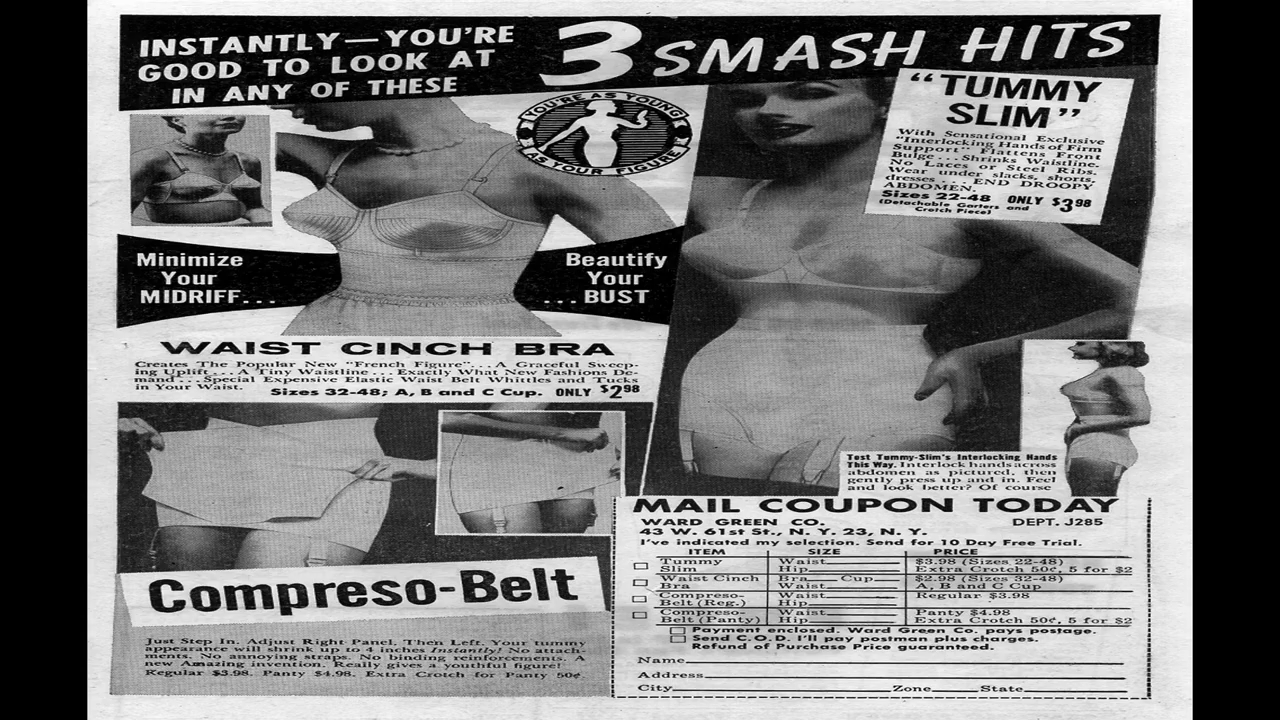 INSTANTLY—YOU'RE
GOOD TO LOOK AT
IN ANY OF THESE
3 SMASH HITS
YOU'RE AS YOUNG
AS YOUR FIGURE
"TUMMY
SLIM"
With Sensational Exclusive
"Interlocking Hands of Firm
Support" Flattens Front
Bulge... Shrinks Waistline.
No Laces or Steel Ribs.
Wear under slacks, shorts,
dresses... END DROOPY
ABDOMEN.
Sizes 22-48 ONLY $3.98
(Detachable Garters and
Crotch Piece)
Minimize
Your
MIDRIFF...
Beautify
Your
...BUST
WAIST CINCH BRA
Creates The Popular New "French Figure"... A Graceful Sweep-
ing Uplift... A Tiny Waistline... Exactly What New Fashions De-
mand... Special Expensive Elastic Waist Belt Whittles and Tucks
in Your Waist. Sizes 32-48; A, B and C Cup. ONLY $2.98
Test Tummy-Slim's Interlocking Hands
This Way. Interlock hands across
abdomen as pictured, then
gently press up and in. Feel
and look better? Of course
Compreso-Belt
Just Step In. Adjust Right Panel, Then Left. Your tummy
appearance will shrink up to 4 inches Instantly! No attach-
ments. No annoying straps. No binding reinforcements. A
new Amazing invention. Really gives a youthful figure!
Regular $3.98. Panty $4.98. Extra Crotch for Panty 50¢
MAIL COUPON TODAY
WARD GREEN CO. DEPT. J285
43 W. 61st St., N. Y. 23, N. Y.
I've indicated my selection. Send for 10 Day Free Trial.
ITEM SIZE PRICE
Tummy Waist $3.98 (Sizes 22-48)
Slim Hip Extra Crotch 50¢, 5 for $2
Waist Cinch Bra Cup $2.98 (Sizes 32-48)
Bra Waist A, B and C Cup
Compreso- Waist Regular $3.98
Belt (Reg.) Hip
Compreso- Waist Panty $4.98
Belt (Panty) Hip Extra Crotch 50¢, 5 for $2
Payment enclosed. Ward Green Co. pays postage.
Send C.O.D. I'll pay postman plus charges.
Refund of Purchase Price guaranteed.
Name
Address
City Zone State